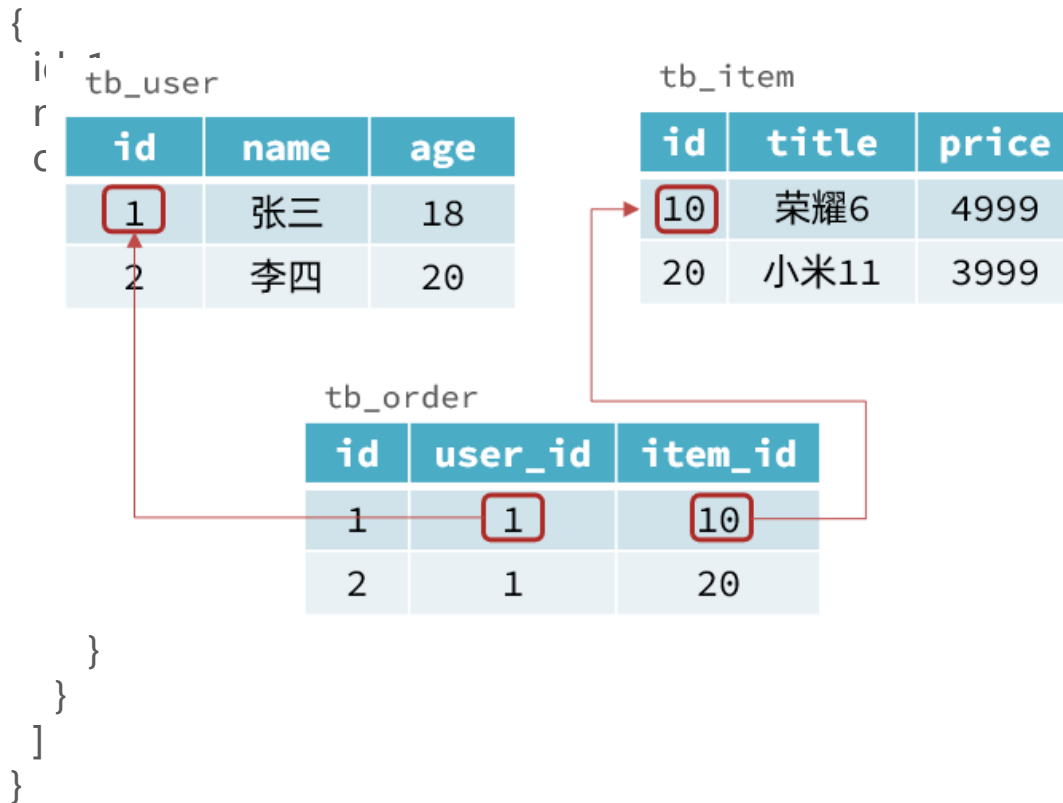 {
tb_user
id name age
1 张三 18
2 李四 20
tb_item
id title price
10 荣耀6 4999
20 小米11 3999
tb_order
id user_id item_id
1 1 10
2 1 20
}
}
]
}